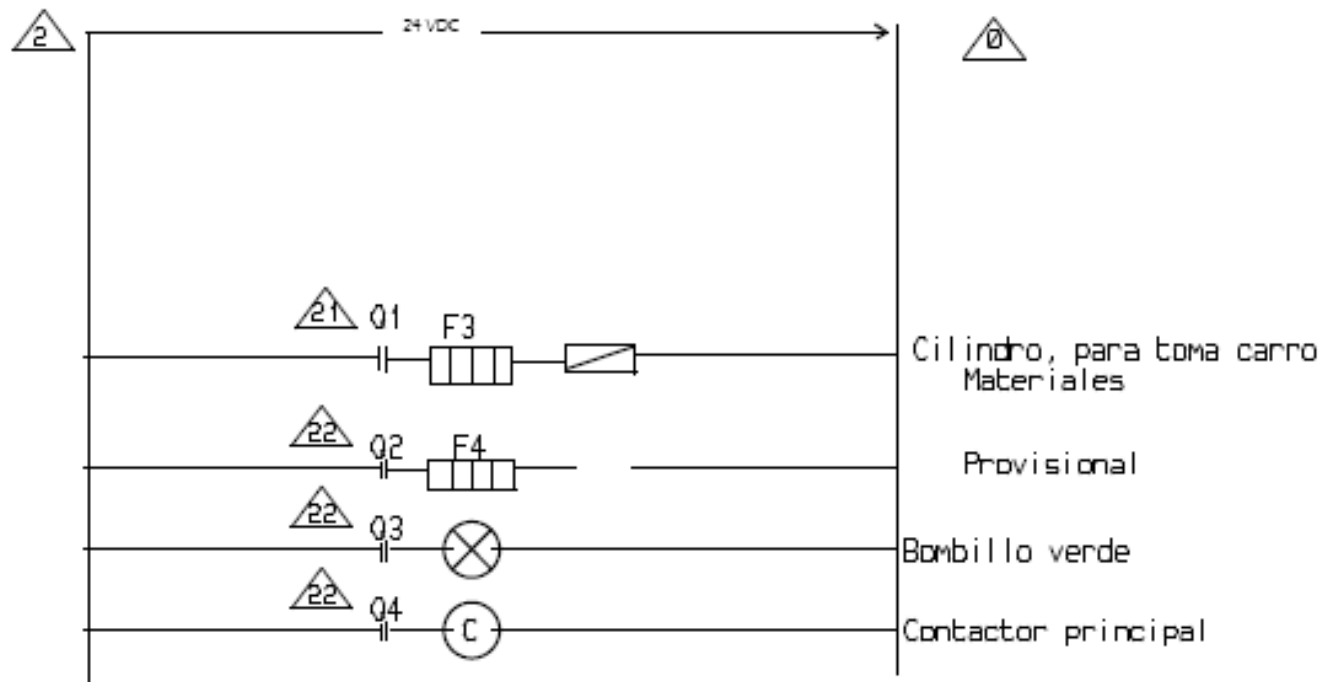 2 24 VDC 0
21 Q1 F3 Cilindro, para toma carro
Materiales
22 Q2 F4 Provisional
22 Q3 Bombillo verde
22 Q4 C Contactor principal